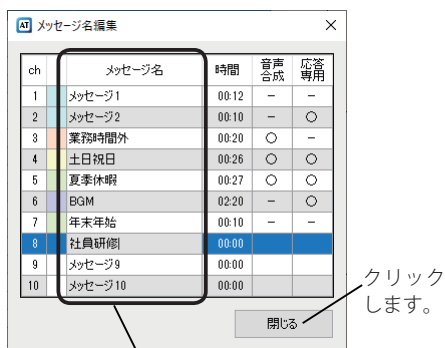 AT メッセージ名編集 ×
ch メッセージ名 時間 音声合成 応答専用
1 メッセージ1 00:12 − −
2 メッセージ2 00:10 − ○
3 業務時間外 00:20 ○ −
4 土日祝日 00:26 ○ ○
5 夏季休暇 00:27 ○ ○
6 BGM 02:20 − ○
7 年末年始 00:10 − −
8 社員研修 00:00
9 メッセージ9 00:00
10 メッセージ10 00:00
閉じる
クリック
します。